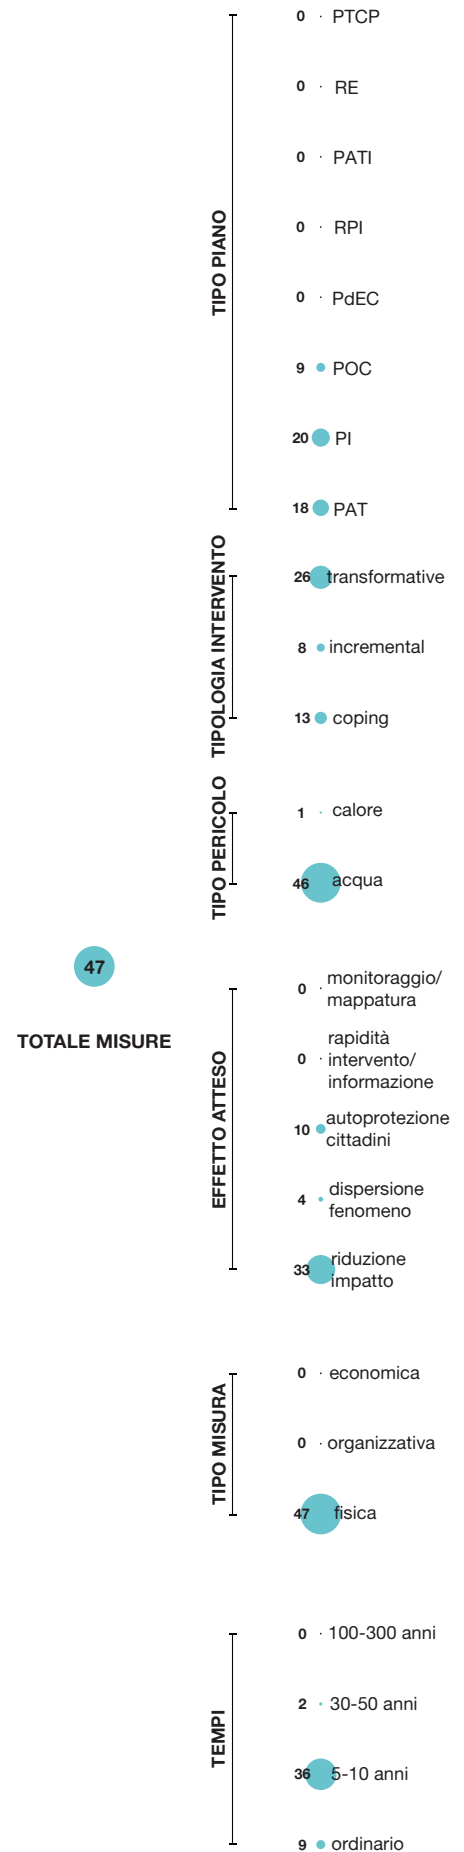 47
TOTALE MISURE
TIPO PIANO
0 PTCP
0 RE
0 PATI
0 RPI
0 PdEC
9 POC
20 PI
18 PAT
TIPOLOGIA INTERVENTO
26 transformative
8 incremental
13 coping
TIPO PERICOLO
1 calore
46 acqua
EFFETTO ATTESO
0 monitoraggio/
mappatura
rapidità
0 intervento/
informazione
10 autoprotezione
cittadini
4 dispersione
fenomeno
33 riduzione
impatto
TIPO MISURA
0 economica
0 organizzativa
47 fisica
TEMPI
0 100-300 anni
2 30-50 anni
36 5-10 anni
9 ordinario